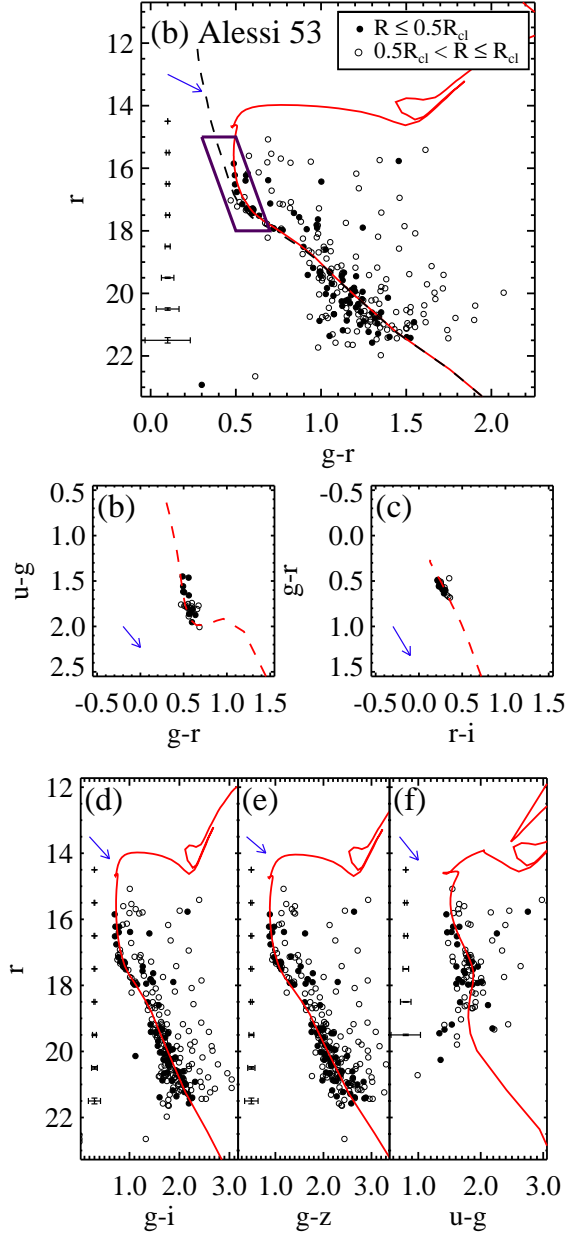 (b) Alessi 53
R ≤ 0.5R_cl
0.5R_cl < R ≤ R_cl
12
14
16
18
20
22
r
0.0 0.5 1.0 1.5 2.0
g-r
(b)
0.5
1.0
1.5
2.0
2.5
u-g
-0.5 0.0 0.5 1.0 1.5
g-r
(c)
-0.5
0.0
0.5
1.0
1.5
g-r
-0.5 0.0 0.5 1.0 1.5
r-i
(d) (e) (f)
12
14
16
18
20
22
r
1.0 2.0 3.0 1.0 2.0 3.0 1.0 2.0 3.0
g-i g-z u-g